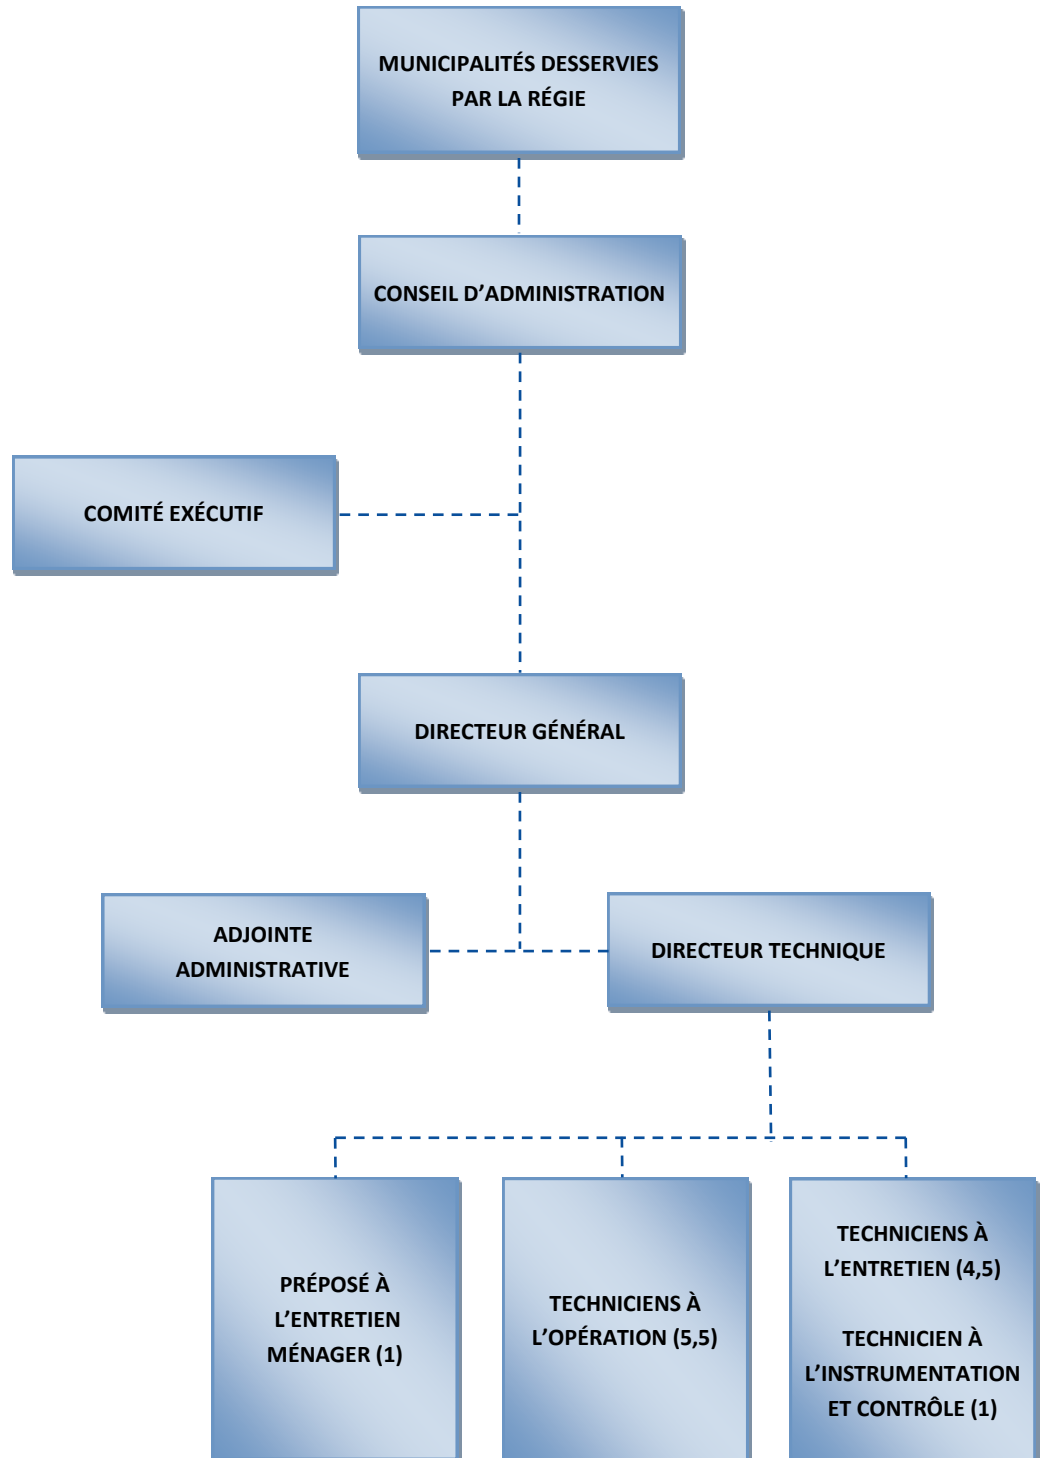 MUNICIPALITÉS DESSERVIES
PAR LA RÉGIE
CONSEIL D’ADMINISTRATION
COMITÉ EXÉCUTIF
DIRECTEUR GÉNÉRAL
ADJOINTE
ADMINISTRATIVE
DIRECTEUR TECHNIQUE
PRÉPOSÉ À
L’ENTRETIEN
MÉNAGER (1)
TECHNICIENS À
L’OPÉRATION (5,5)
TECHNICIENS À
L’ENTRETIEN (4,5)
TECHNICIEN À
L’INSTRUMENTATION
ET CONTRÔLE (1)